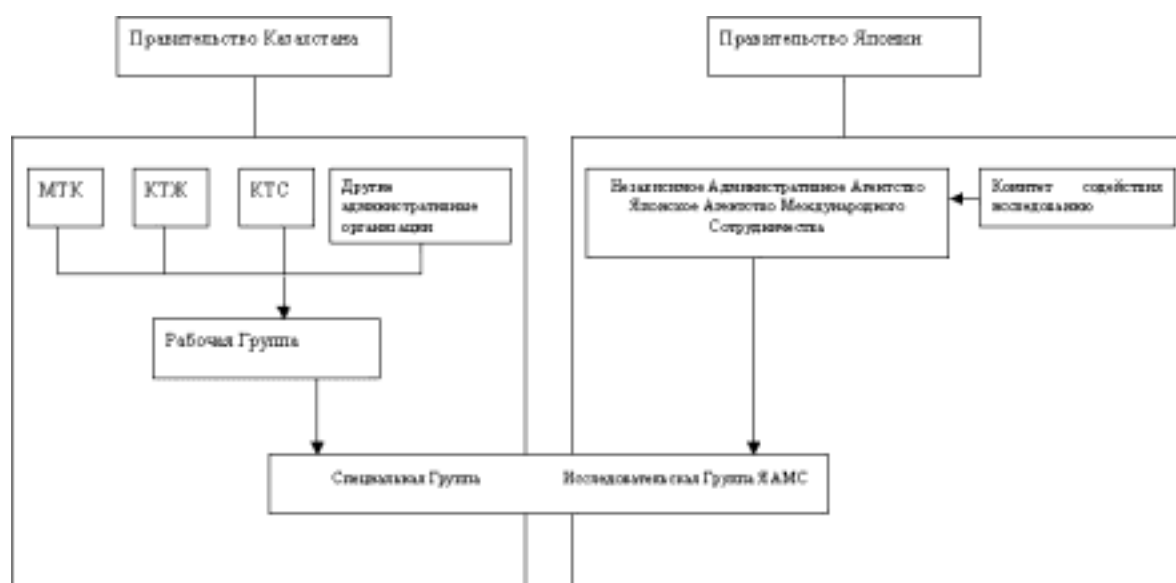 Правительство Казахстана
Правительство Японии
МТК
КТЖ
КТС
Другие
административные
организации
Независимое Административное Агентство
Японское Агентство Международного
Сотрудничества
Комитет содействия
исследованию
Рабочая Группа
Специальная Группа
Исследовательская Группа ЯАМС